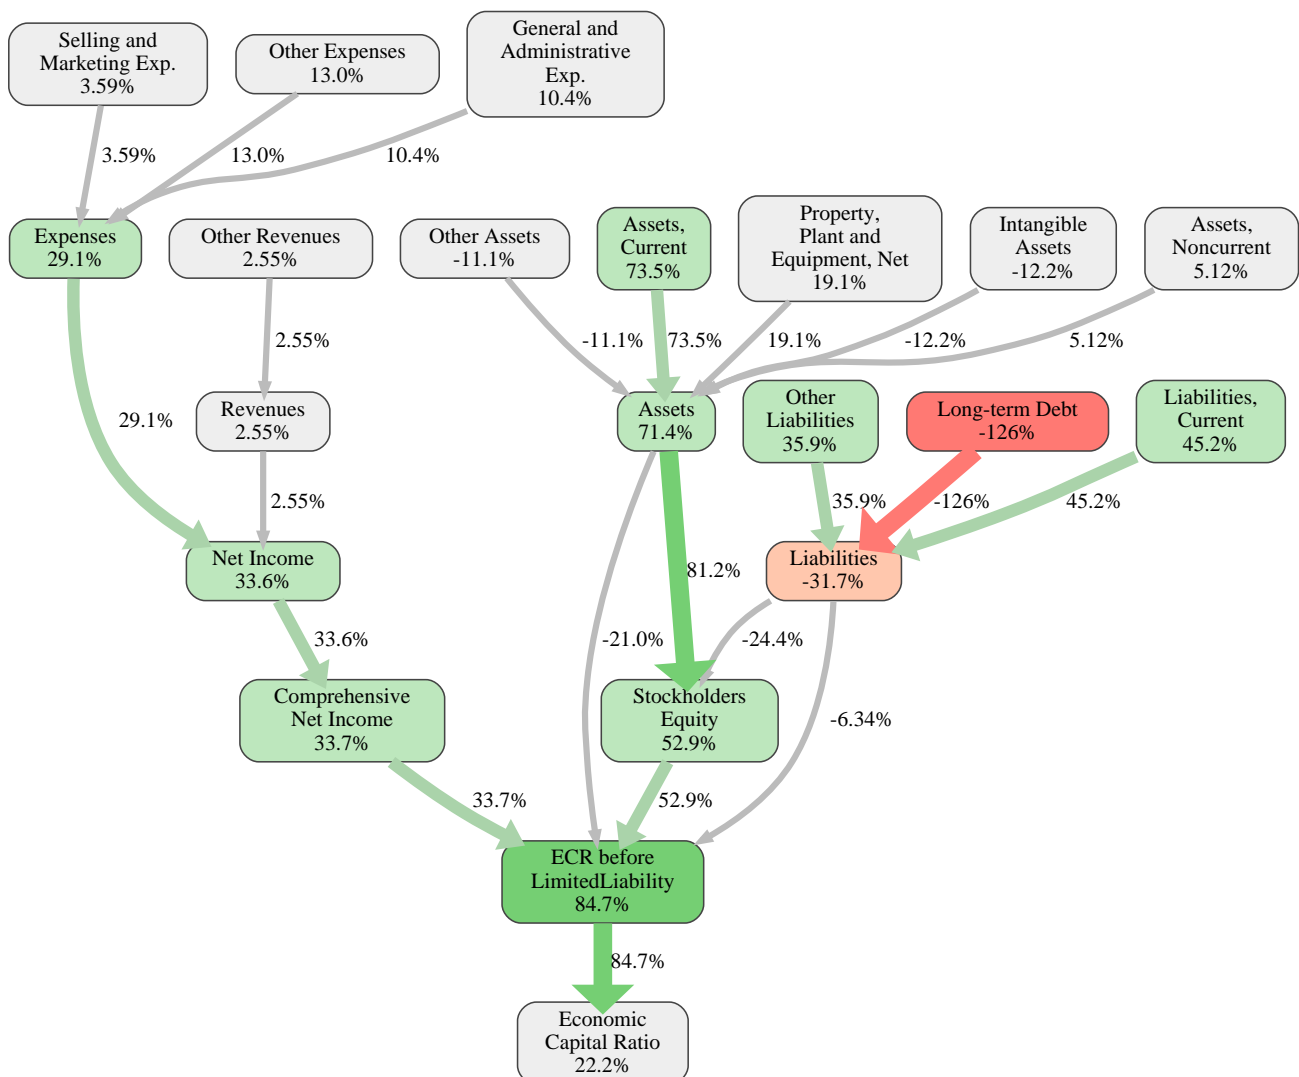 Selling and
Marketing Exp.
3.59%
Other Expenses
13.0%
General and
Administrative
Exp.
10.4%
3.59%
13.0%
10.4%
Expenses
29.1%
Other Revenues
2.55%
Other Assets
-11.1%
Assets,
Current
73.5%
Property,
Plant and
Equipment, Net
19.1%
Intangible
Assets
-12.2%
Assets,
Noncurrent
5.12%
2.55%
-11.1%
73.5%
19.1%
-12.2%
5.12%
29.1%
Revenues
2.55%
Assets
71.4%
Other
Liabilities
35.9%
Long-term Debt
-126%
Liabilities,
Current
45.2%
2.55%
35.9%
-126%
45.2%
Net Income
33.6%
81.2%
Liabilities
-31.7%
33.6%
-21.0%
-24.4%
Comprehensive
Net Income
33.7%
Stockholders
Equity
52.9%
-6.34%
33.7%
52.9%
ECR before
LimitedLiability
84.7%
84.7%
Economic
Capital Ratio
22.2%